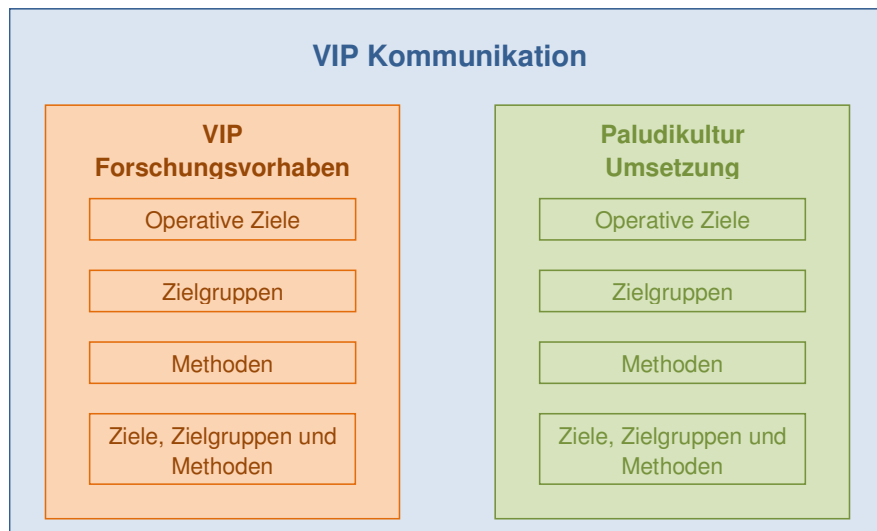 VIP Kommunikation
VIP
Forschungsvorhaben
Operative Ziele
Zielgruppen
Methoden
Ziele, Zielgruppen und
Methoden
Paludikultur
Umsetzung
Operative Ziele
Zielgruppen
Methoden
Ziele, Zielgruppen und
Methoden